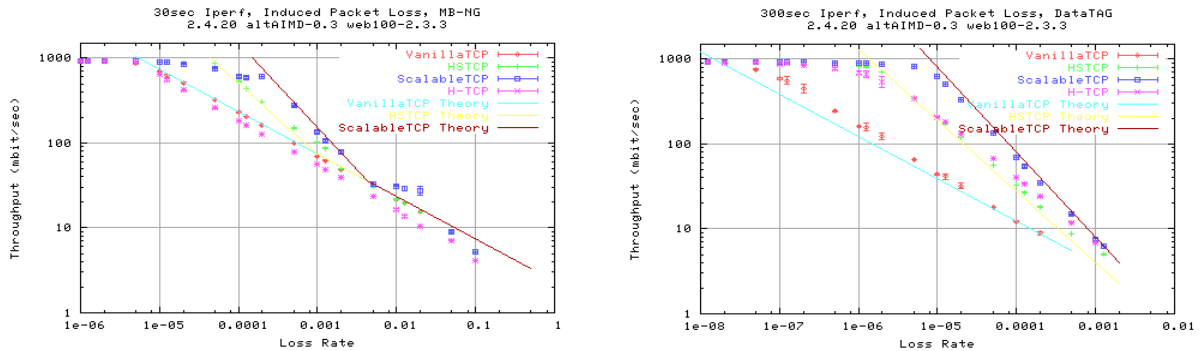 30sec Iperf, Induced Packet Loss, MB-NG
2.4.20 altAIMD-0.3 web100-2.3.3
1000
100
10
1
Throughput (mbit/sec)
VanillaTCP
HSTCP
ScalableTCP
H-TCP
VanillaTCP Theory
HSTCP Theory
ScalableTCP Theory
1e-06 1e-05 0.0001 0.001 0.01 0.1 1
Loss Rate
300sec Iperf, Induced Packet Loss, DataTAG
2.4.20 altAIMD-0.3 web100-2.3.3
1000
100
10
1
Throughput (mbit/sec)
VanillaTCP
HSTCP
ScalableTCP
H-TCP
VanillaTCP Theory
HSTCP Theory
ScalableTCP Theory
1e-08 1e-07 1e-06 1e-05 0.0001 0.001 0.01
Loss Rate